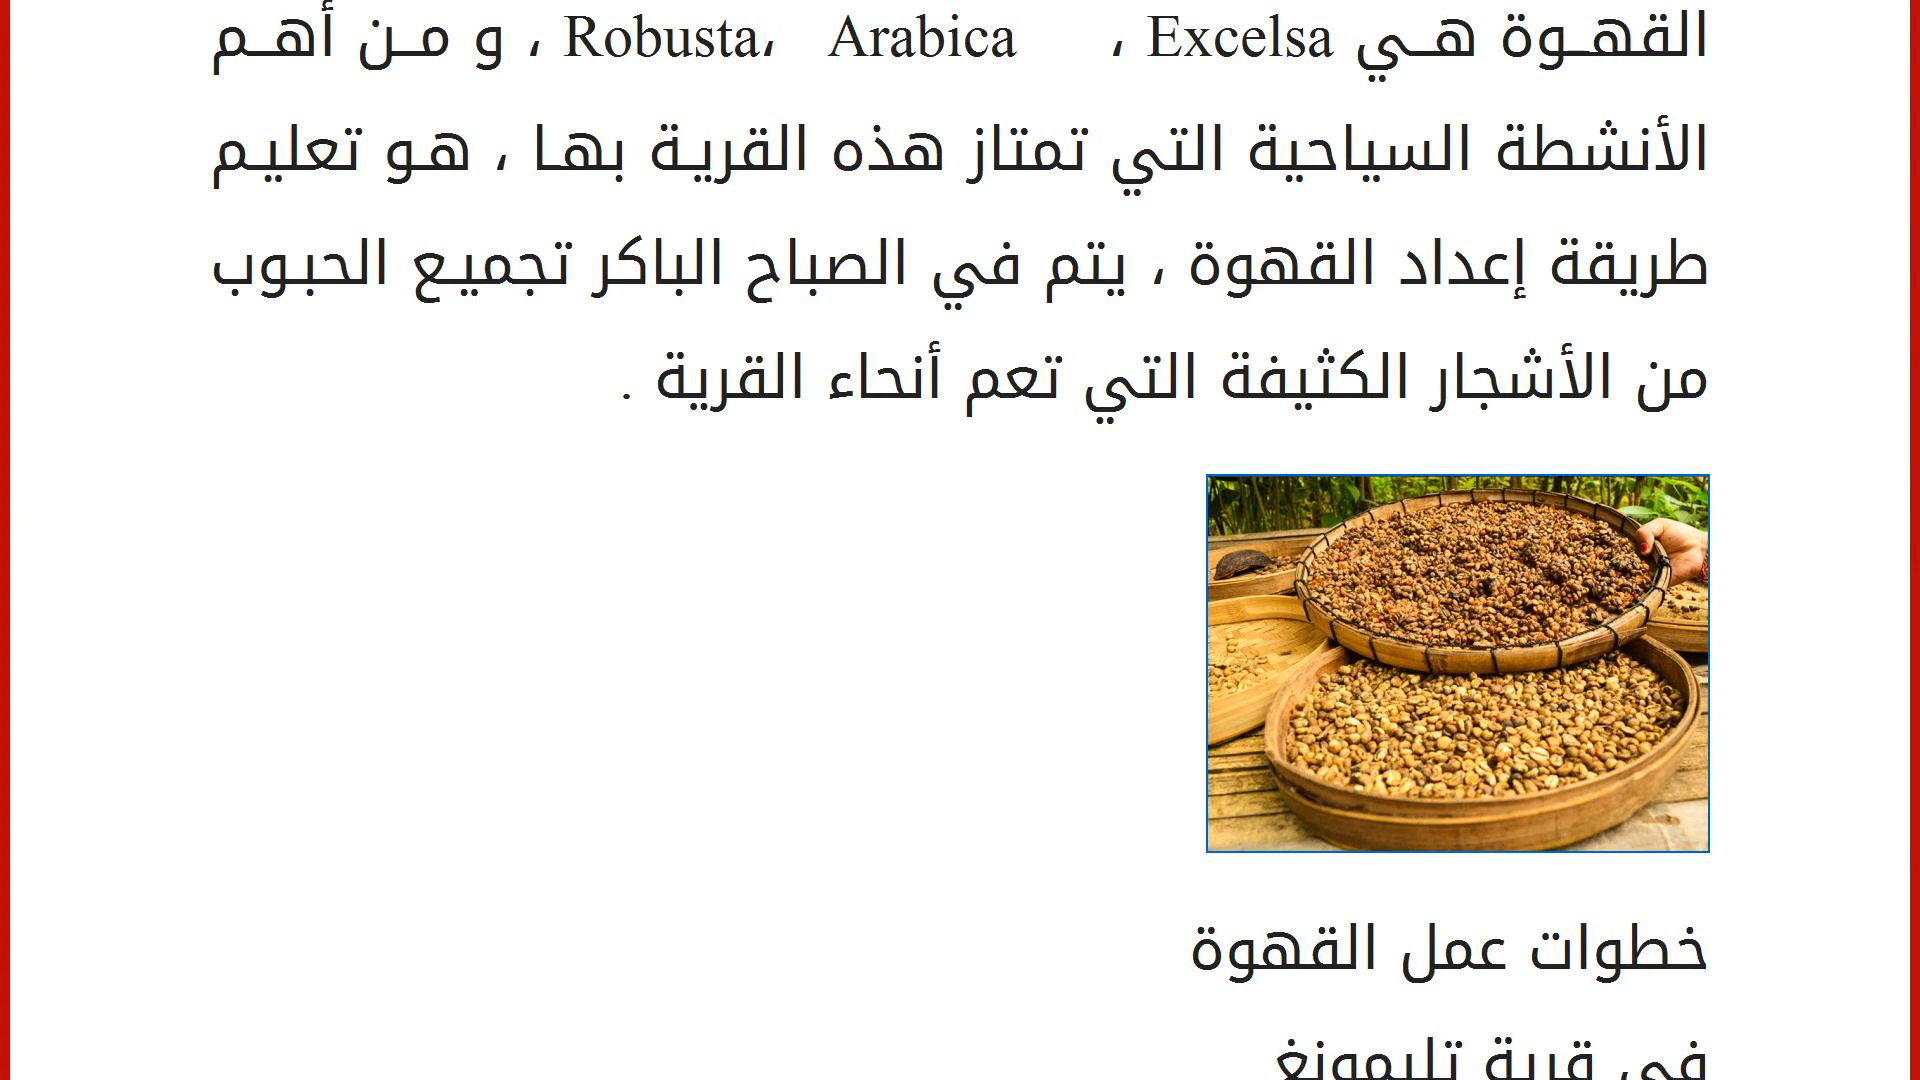 القهوة هي Excelsa ، Arabica ،Robusta ، و من أهم
الأنشطة السياحية التي تمتاز هذه القرية بها ، هو تعليم
طريقة إعداد القهوة ، يتم في الصباح الباكر تجميع الحبوب
من الأشجار الكثيفة التي تعم أنحاء القرية .
خطوات عمل القهوة
في قرية تليمونغ